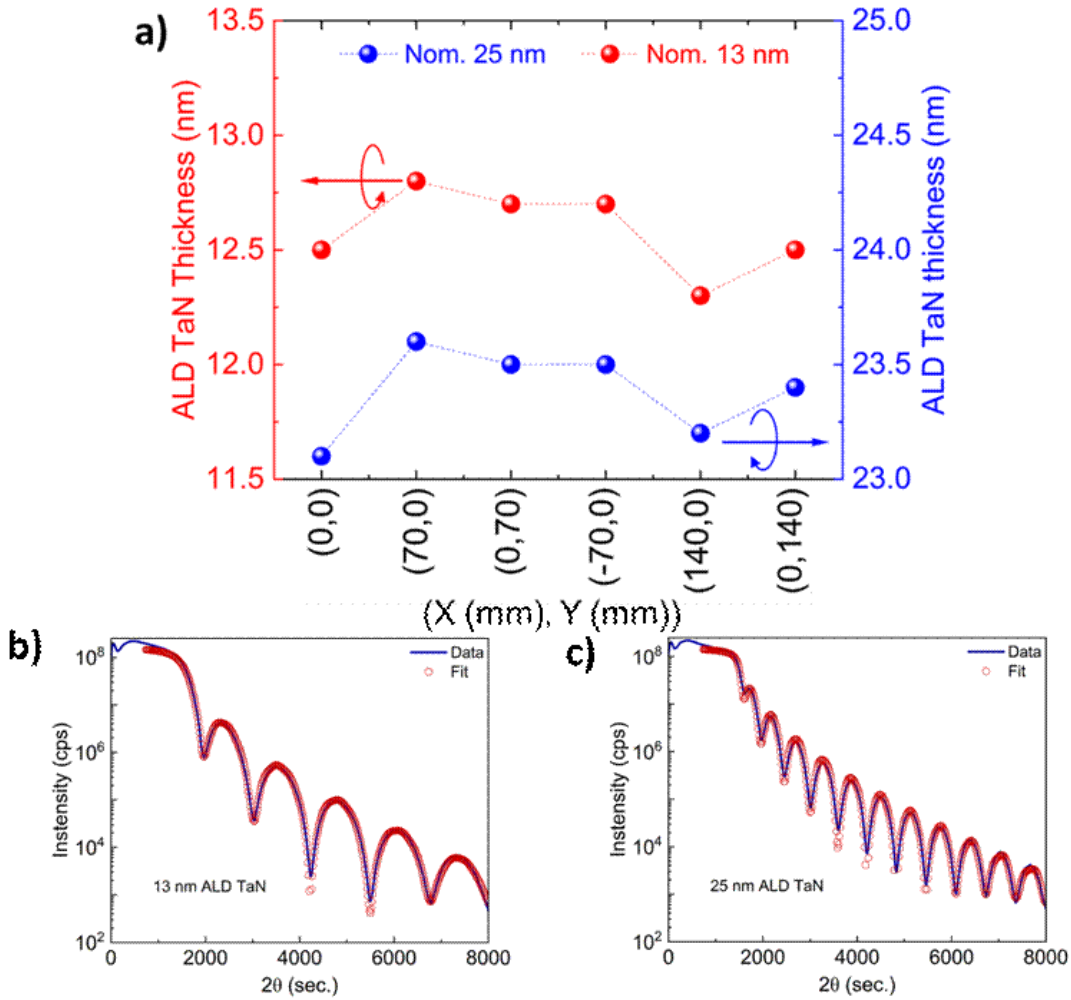 a)
Nom. 25 nm Nom. 13 nm
ALD TaN Thickness (nm)
13.5
13.0
12.5
12.0
11.5
25.0
24.5
24.0
23.5
23.0
ALD TaN thickness (nm)
(0,0)
(70,0)
(0,70)
(-70,0)
(140,0)
(0,140)
(X (mm), Y (mm))
b)
Data
Fit
Instensity (cps)
10^8
10^6
10^4
10^2
13 nm ALD TaN
0 2000 4000 6000 8000
2θ (sec.)
c)
Data
Fit
Instensity (cps)
10^8
10^6
10^4
10^2
25 nm ALD TaN
0 2000 4000 6000 8000
2θ (sec.)